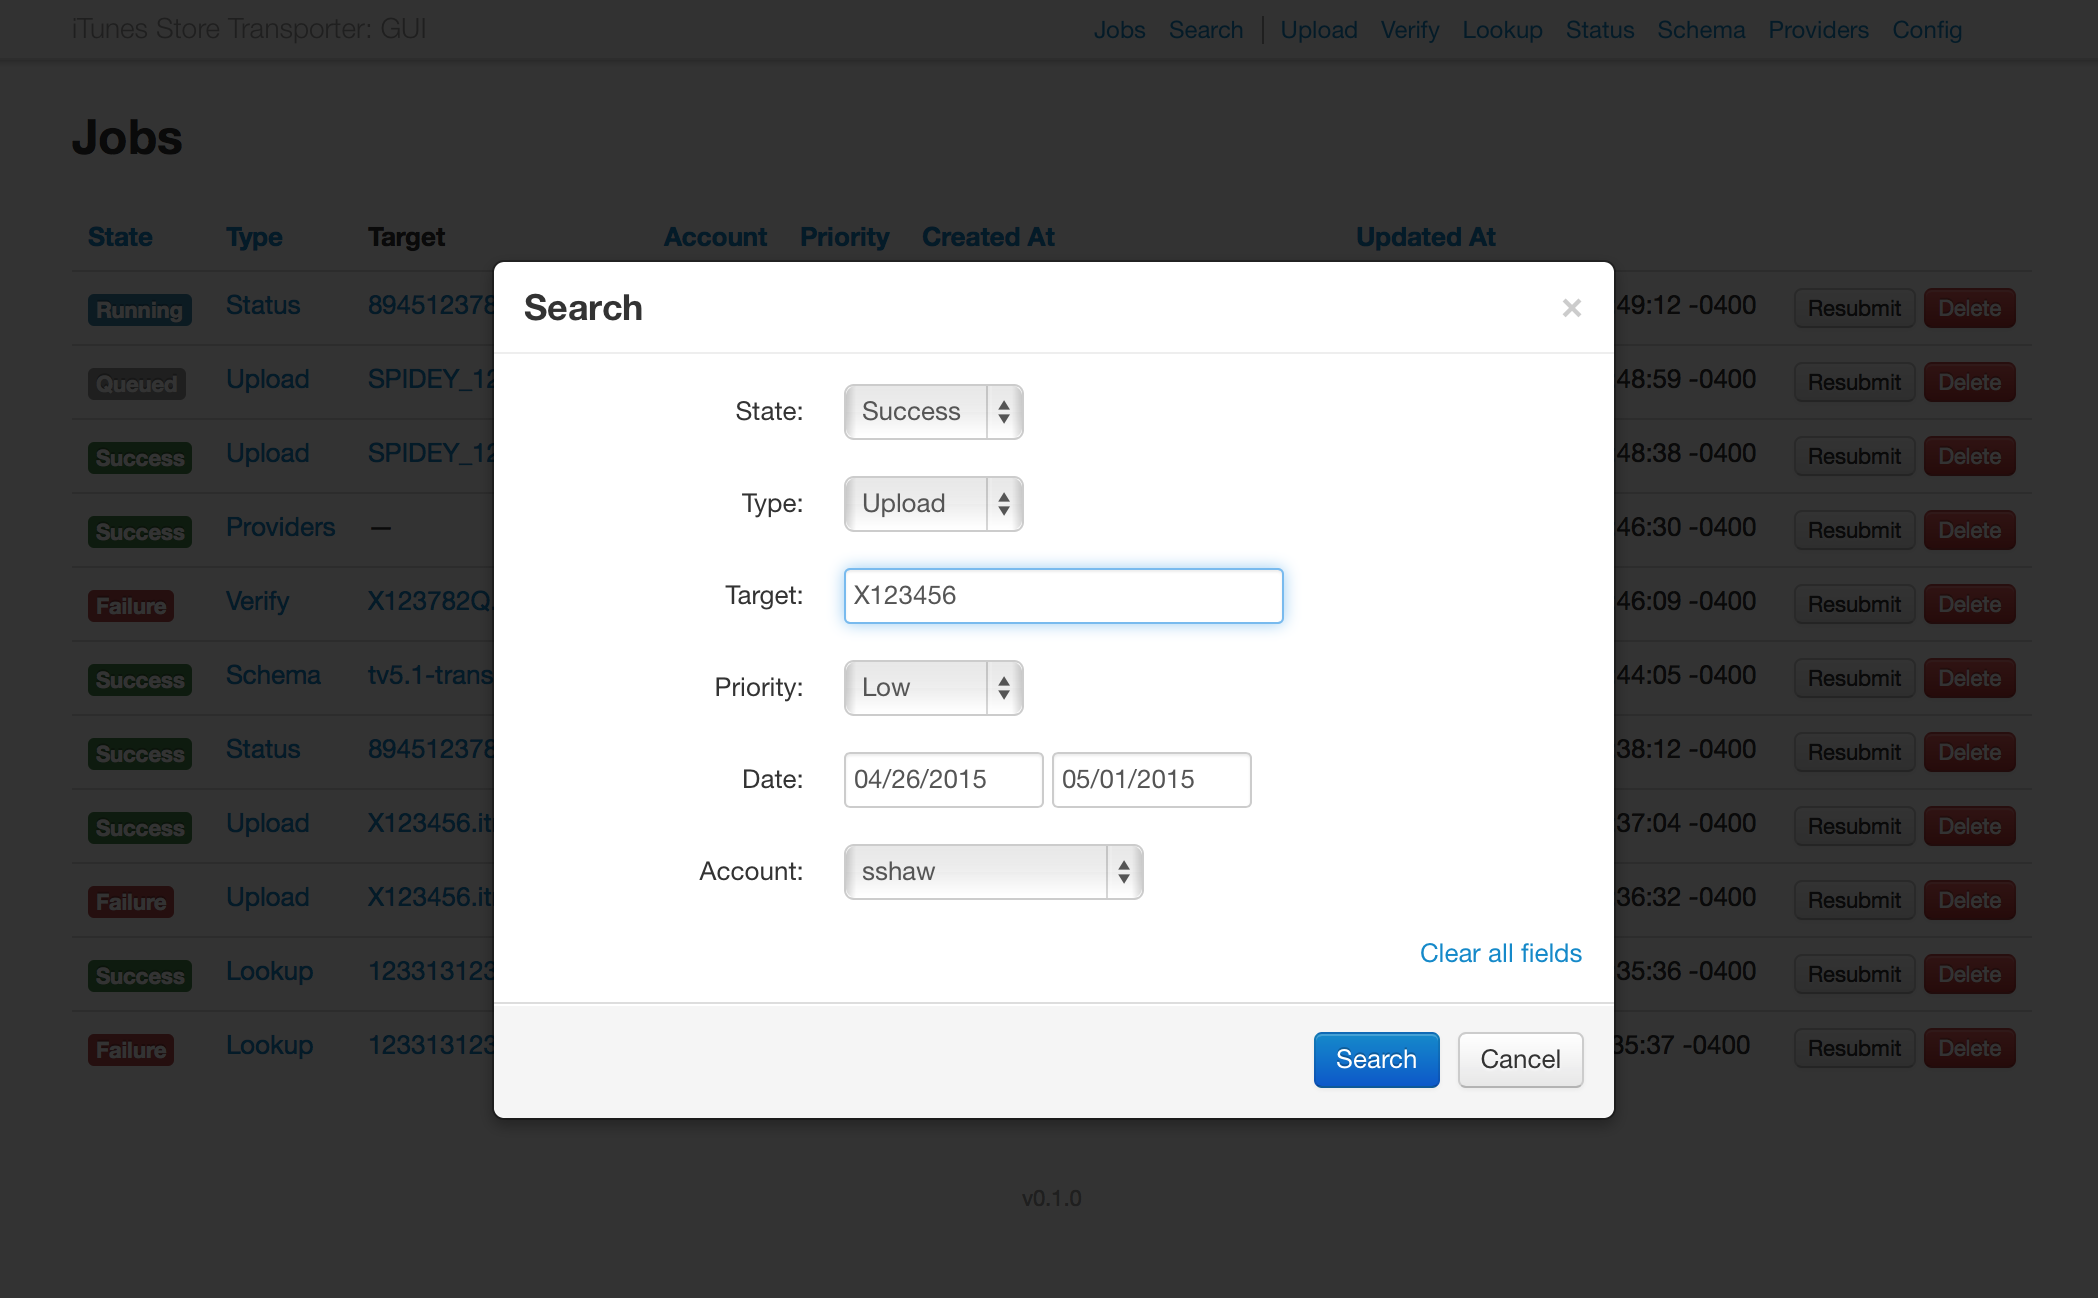 iTunes Store Transporter: GUI
Jobs Search Upload Verify Lookup Status Schema Providers Config
Jobs
State Type Target Account Priority Created At Updated At
Search ×
State: Success
Type: Upload
Target: X123456
Priority: Low
Date: 04/26/2015 05/01/2015
Account: sshaw
Clear all fields
Search Cancel
Running Status 894512378 49:12 -0400 Resubmit Delete
Queued Upload SPIDEY_12 48:59 -0400 Resubmit Delete
Success Upload SPIDEY_12 48:38 -0400 Resubmit Delete
Success Providers — 46:30 -0400 Resubmit Delete
Failure Verify X123782Q. 46:09 -0400 Resubmit Delete
Success Schema tv5.1-trans 44:05 -0400 Resubmit Delete
Success Status 894512378 38:12 -0400 Resubmit Delete
Success Upload X123456.it 37:04 -0400 Resubmit Delete
Failure Upload X123456.it 36:32 -0400 Resubmit Delete
Success Lookup 123313123 35:36 -0400 Resubmit Delete
Failure Lookup 123313123 35:37 -0400 Resubmit Delete
v0.1.0